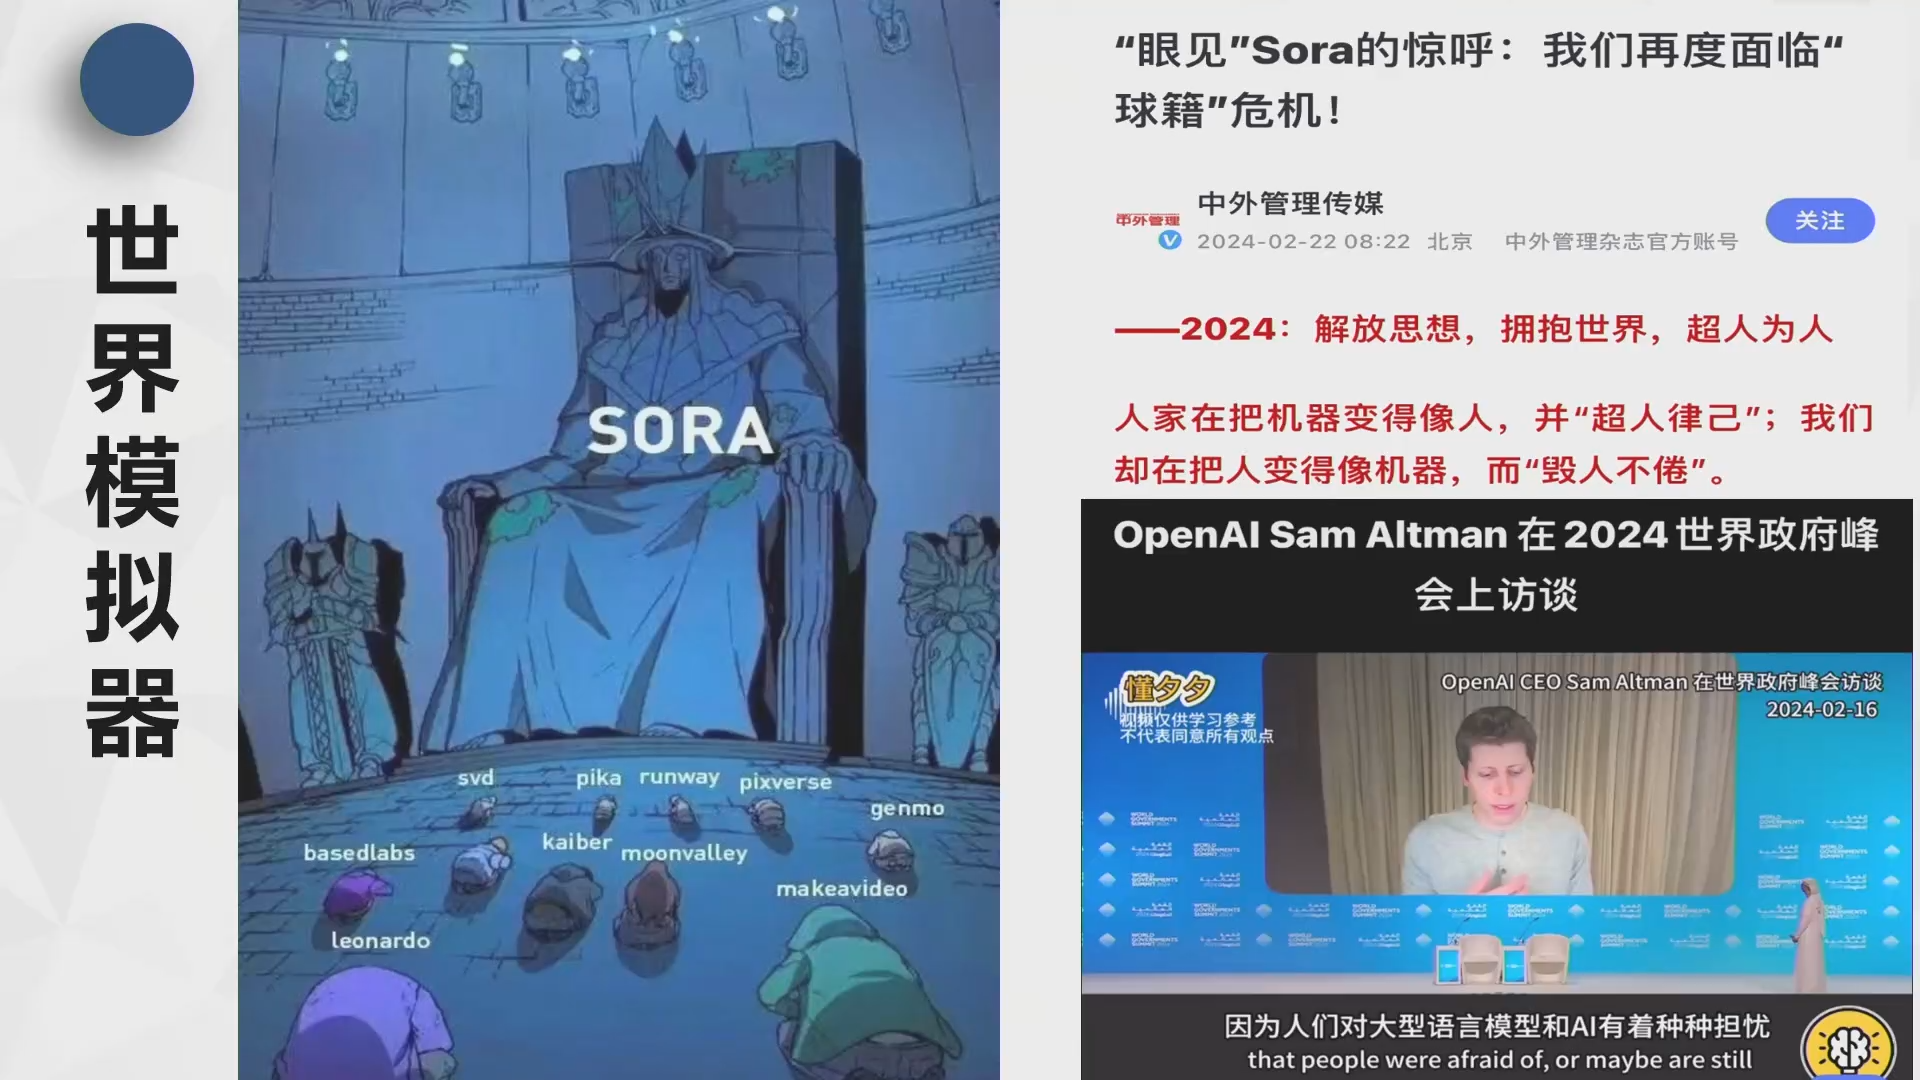 世界模拟器
SORA
svd
pika
runway
pixverse
genmo
kaiber
moonvalley
basedlabs
makeavideo
leonardo
“眼见”Sora的惊呼：我们再度面临“
球籍”危机！
中外管理
中外管理传媒
2024-02-22 08:22 北京 中外管理杂志官方账号
关注
——2024：解放思想，拥抱世界，超人为人
人家在把机器变得像人，并“超人律己”；我们
却在把人变得像机器，而“毁人不倦”。
OpenAI Sam Altman 在 2024 世界政府峰
会上访谈
懂夕夕
视频仅供学习参考
不代表同意所有观点
OpenAI CEO Sam Altman 在世界政府峰会访谈
2024-02-16
WORLD GOVERNMENTS SUMMIT
因为人们对大型语言模型和AI有着种种担忧
that people were afraid of, or maybe are still